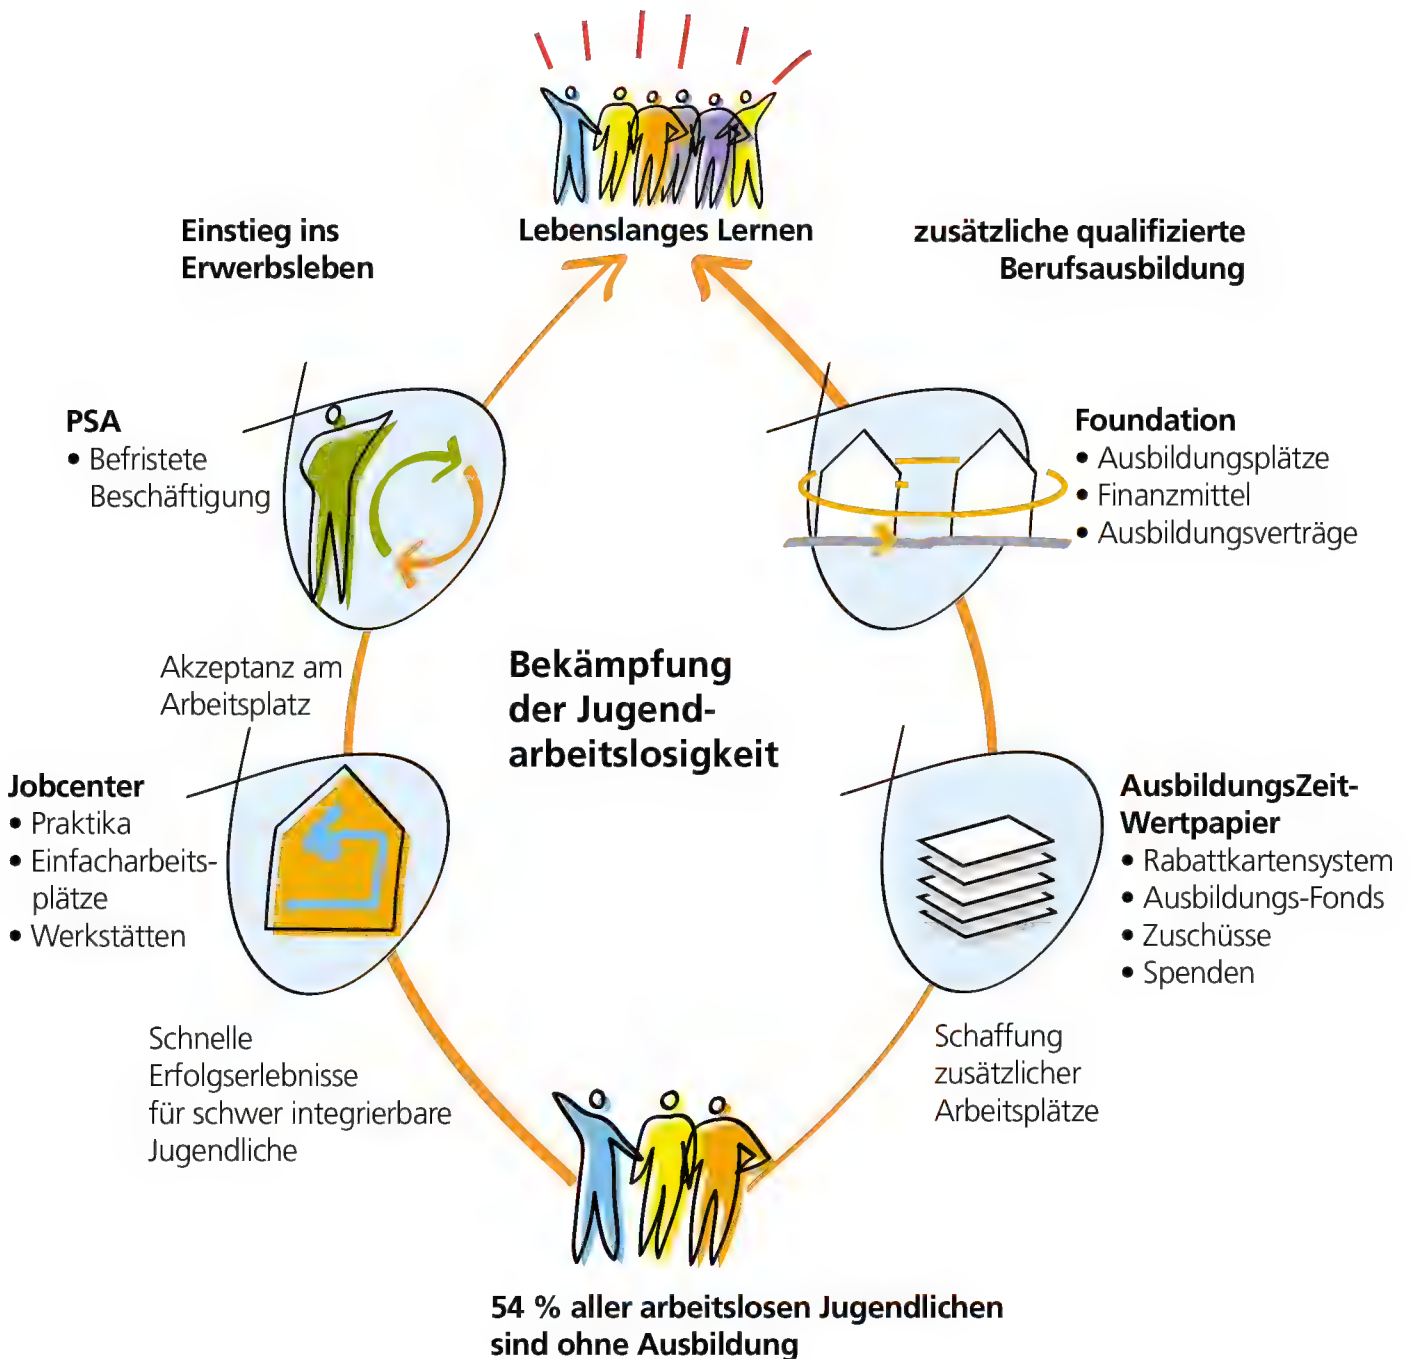 Einstieg ins
Erwerbsleben
Lebenslanges Lernen
zusätzliche qualifizierte
Berufsausbildung
PSA
• Befristete
Beschäftigung
Foundation
• Ausbildungsplätze
• Finanzmittel
• Ausbildungsverträge
Akzeptanz am
Arbeitsplatz
Bekämpfung
der Jugend-
arbeitslosigkeit
Jobcenter
• Praktika
• Einfacharbeits-
plätze
• Werkstätten
AusbildungsZeit-
Wertpapier
• Rabattkartensystem
• Ausbildungs-Fonds
• Zuschüsse
• Spenden
Schnelle
Erfolgserlebnisse
für schwer integrierbare
Jugendliche
Schaffung
zusätzlicher
Arbeitsplätze
54 % aller arbeitslosen Jugendlichen
sind ohne Ausbildung